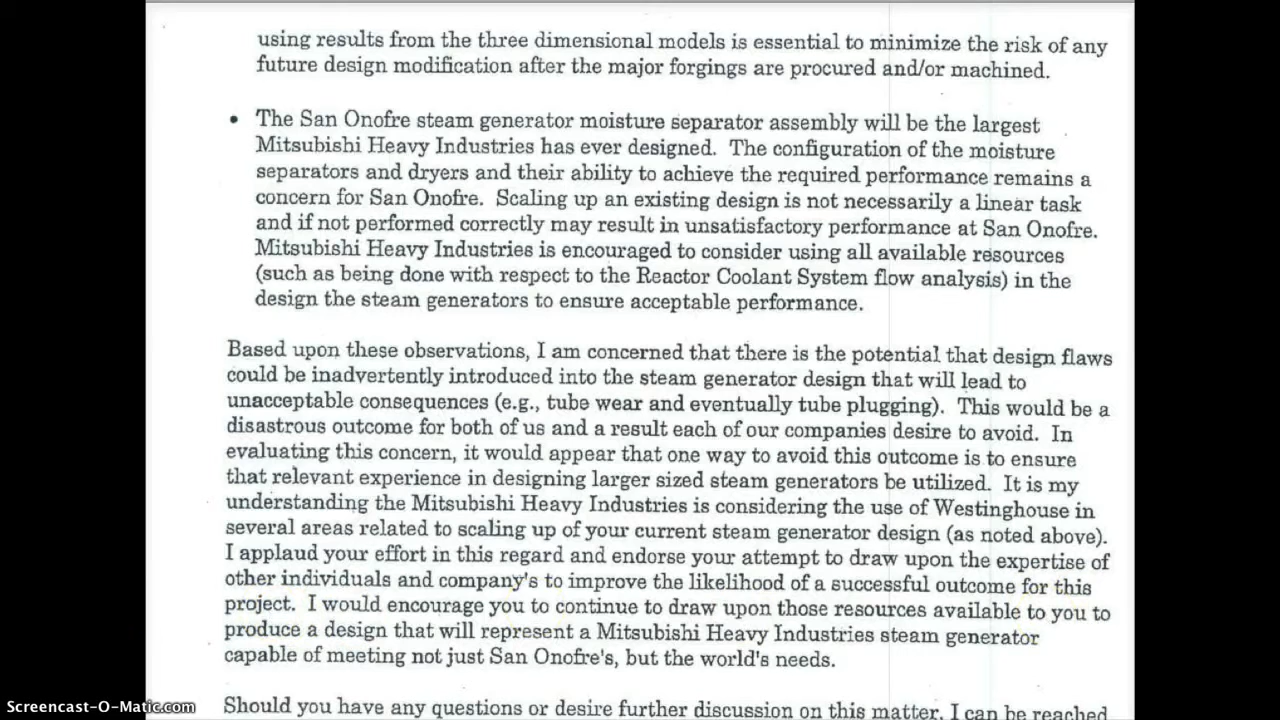 using results from the three dimensional models is essential to minimize the risk of any
future design modification after the major forgings are procured and/or machined.
• The San Onofre steam generator moisture separator assembly will be the largest
Mitsubishi Heavy Industries has ever designed. The configuration of the moisture
separators and dryers and their ability to achieve the required performance remains a
concern for San Onofre. Scaling up an existing design is not necessarily a linear task
and if not performed correctly may result in unsatisfactory performance at San Onofre.
Mitsubishi Heavy Industries is encouraged to consider using all available resources
(such as being done with respect to the Reactor Coolant System flow analysis) in the
design the steam generators to ensure acceptable performance.
Based upon these observations, I am concerned that there is the potential that design flaws
could be inadvertently introduced into the steam generator design that will lead to
unacceptable consequences (e.g., tube wear and eventually tube plugging). This would be a
disastrous outcome for both of us and a result each of our companies desire to avoid. In
evaluating this concern, it would appear that one way to avoid this outcome is to ensure
that relevant experience in designing larger sized steam generators be utilized. It is my
understanding the Mitsubishi Heavy Industries is considering the use of Westinghouse in
several areas related to scaling up of your current steam generator design (as noted above).
I applaud your effort in this regard and endorse your attempt to draw upon the expertise of
other individuals and company's to improve the likelihood of a successful outcome for this
project. I would encourage you to continue to draw upon those resources available to you to
produce a design that will represent a Mitsubishi Heavy Industries steam generator
capable of meeting not just San Onofre's, but the world's needs.
Should you have any questions or desire further discussion on this matter, I can be reached
Screencast-O-Matic.com